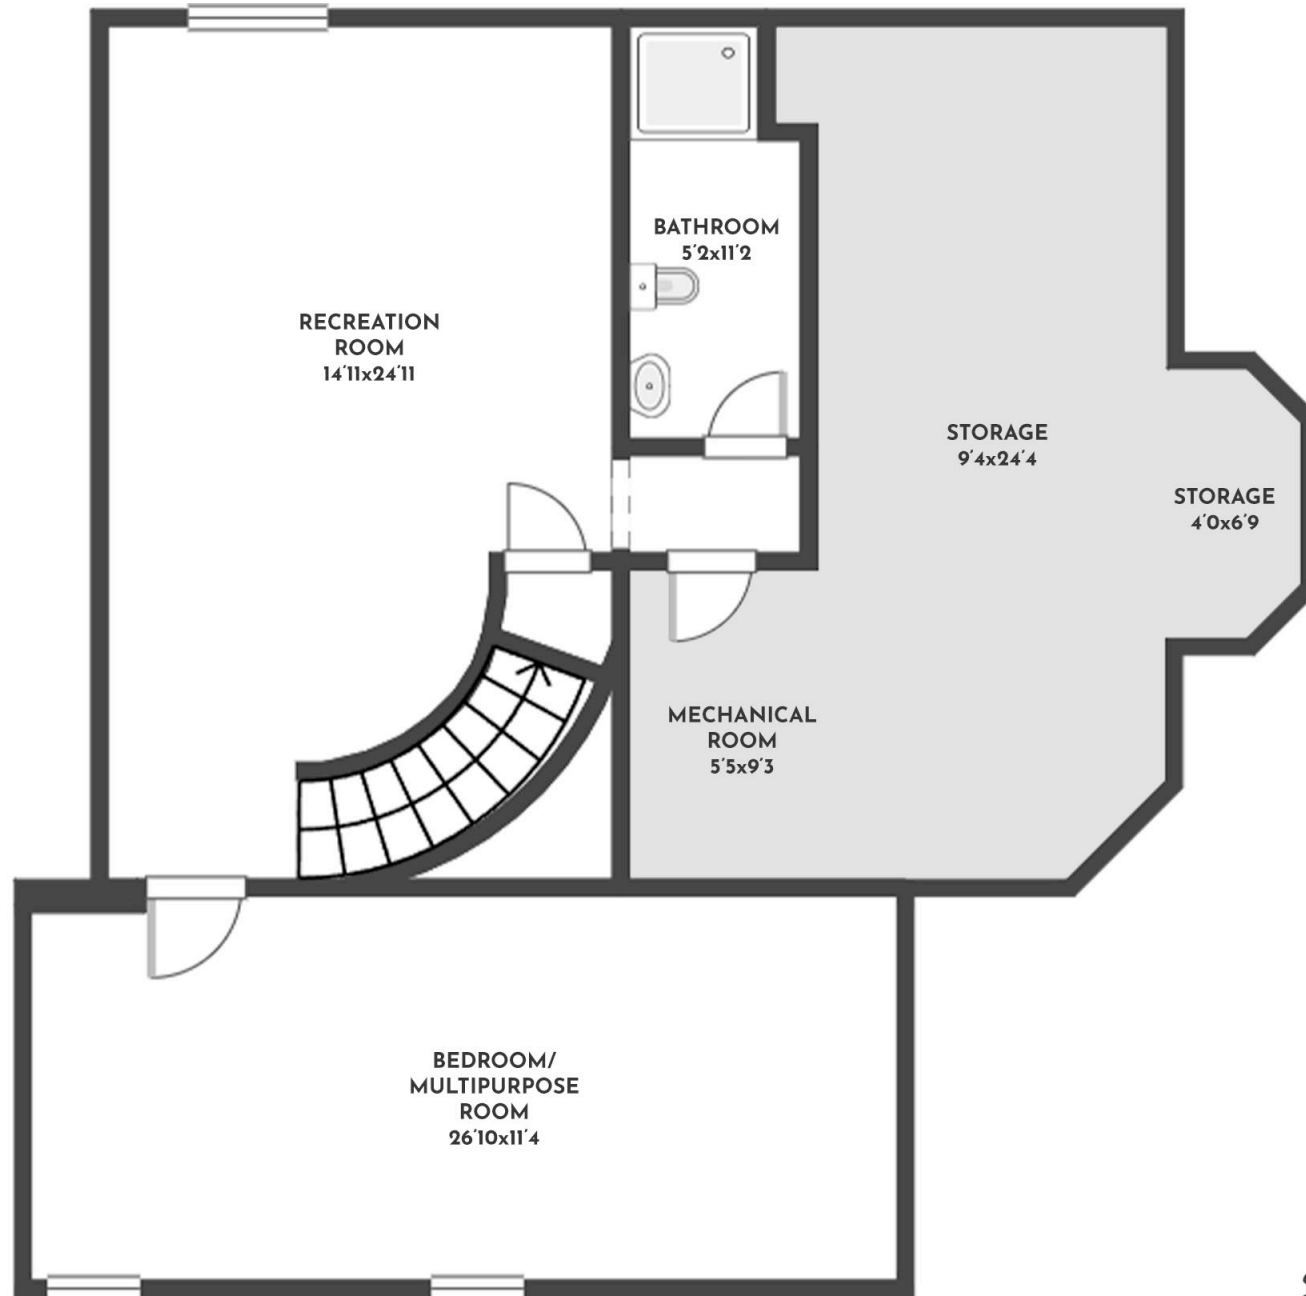 BATHROOM
5'2x11'2
RECREATION
ROOM
14'11x24'11
STORAGE
9'4x24'4
STORAGE
4'0x6'9
MECHANICAL
ROOM
5'5x9'3
BEDROOM/
MULTIPURPOSE
ROOM
26'10x11'4